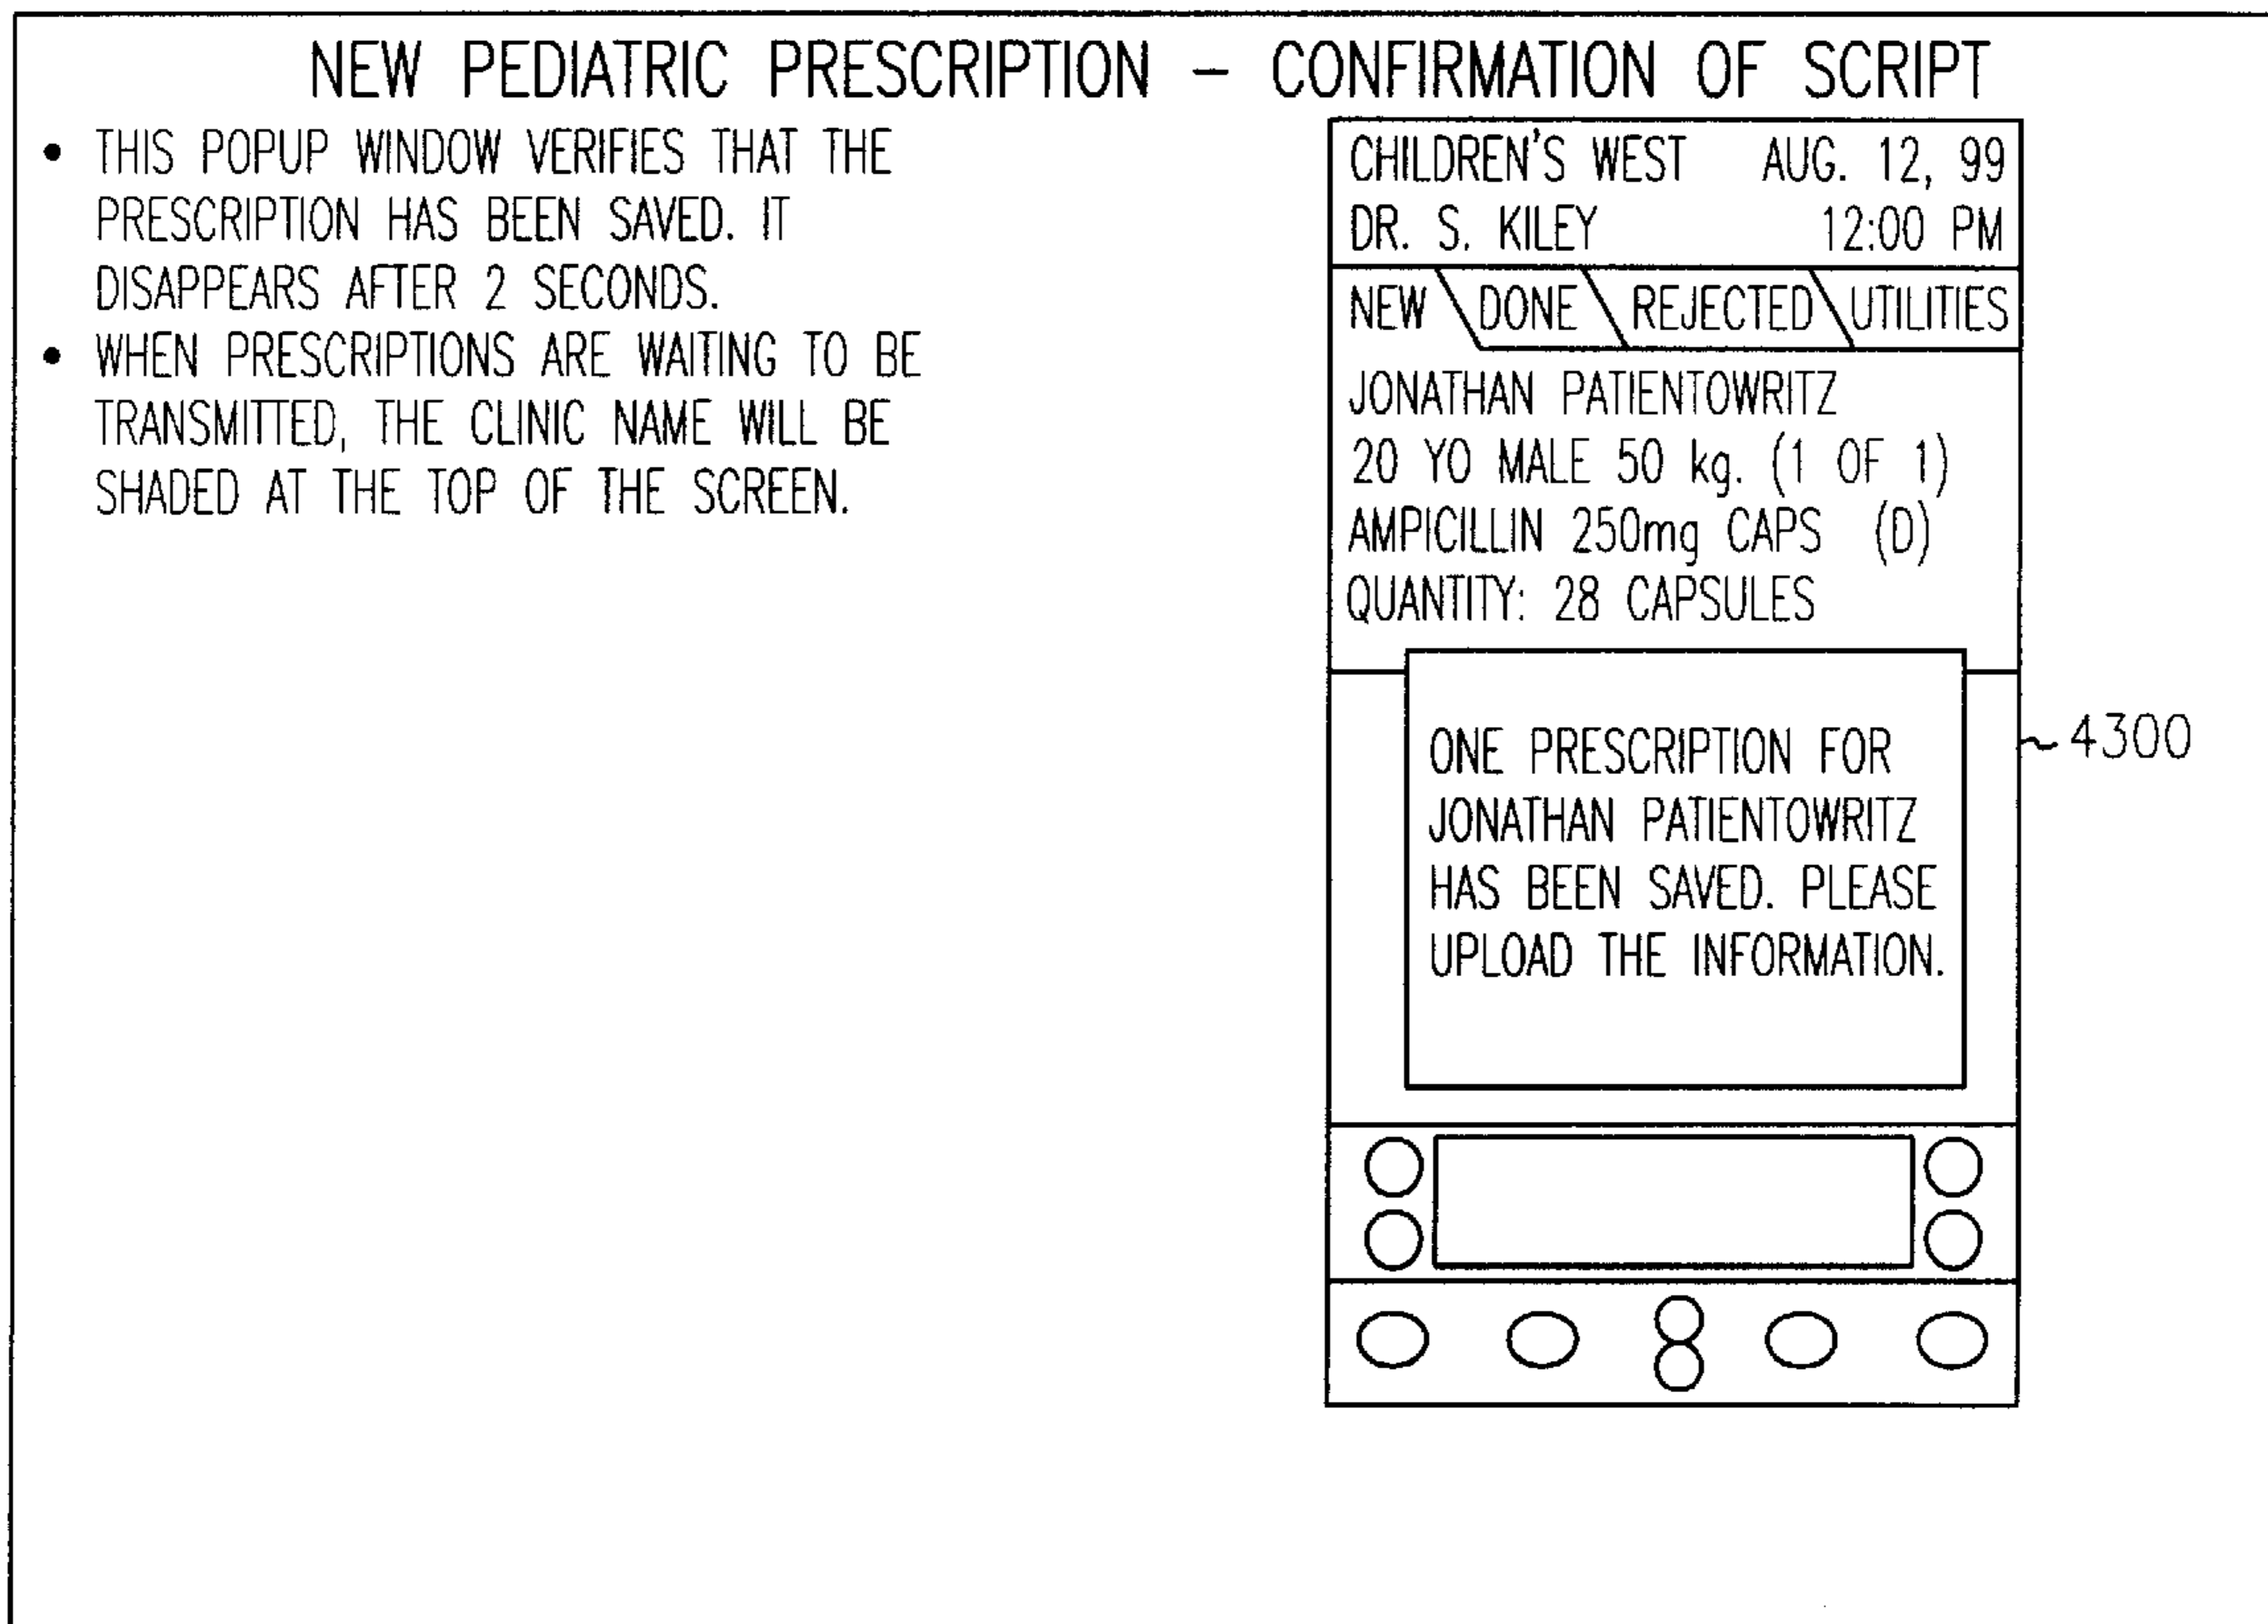 NEW PEDIATRIC PRESCRIPTION – CONFIRMATION OF SCRIPT
• THIS POPUP WINDOW VERIFIES THAT THE
PRESCRIPTION HAS BEEN SAVED. IT
DISAPPEARS AFTER 2 SECONDS.
• WHEN PRESCRIPTIONS ARE WAITING TO BE
TRANSMITTED, THE CLINIC NAME WILL BE
SHADED AT THE TOP OF THE SCREEN.
CHILDREN'S WEST AUG. 12, 99
DR. S. KILEY 12:00 PM
NEW DONE REJECTED UTILITIES
JONATHAN PATIENTOWRITZ
20 YO MALE 50 kg. (1 OF 1)
AMPICILLIN 250mg CAPS (D)
QUANTITY: 28 CAPSULES
ONE PRESCRIPTION FOR
JONATHAN PATIENTOWRITZ
HAS BEEN SAVED. PLEASE
UPLOAD THE INFORMATION.
4300